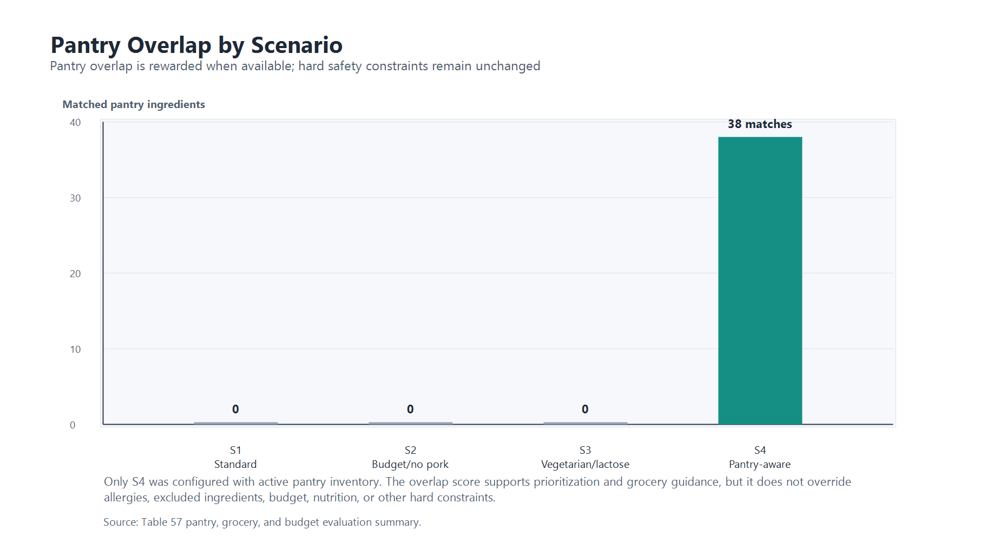 Pantry Overlap by Scenario
Pantry overlap is rewarded when available; hard safety constraints remain unchanged
Matched pantry ingredients
40
38 matches
30
20
10
0 0 0
0
S1 S2 S3 S4
Standard Budget/no pork Vegetarian/lactose Pantry-aware
Only S4 was configured with active pantry inventory. The overlap score supports prioritization and grocery guidance, but it does not override
allergies, excluded ingredients, budget, nutrition, or other hard constraints.
Source: Table 57 pantry, grocery, and budget evaluation summary.